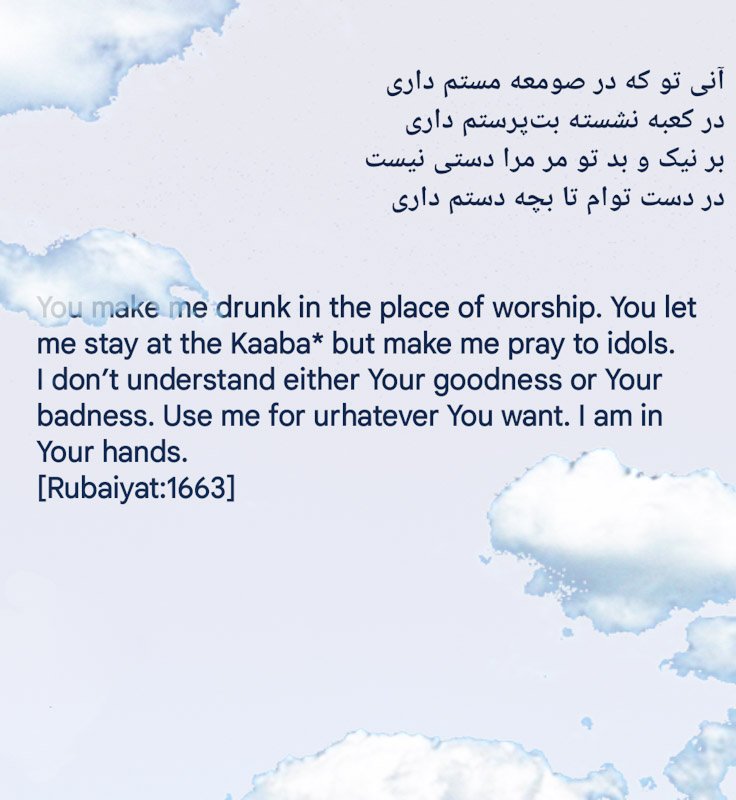 آنی تو که در صومعه مستم داری
در کعبه نشسته بت‌پرستم داری
بر نیک و بد تو مر مرا دستی نیست
در دست توام تا بچه دستم داری
You make me drunk in the place of worship. You let
me stay at the Kaaba* but make me pray to idols.
I don’t understand either Your goodness or Your
badness. Use me for urhatever You want. I am in
Your hands.
[Rubaiyat:1663]